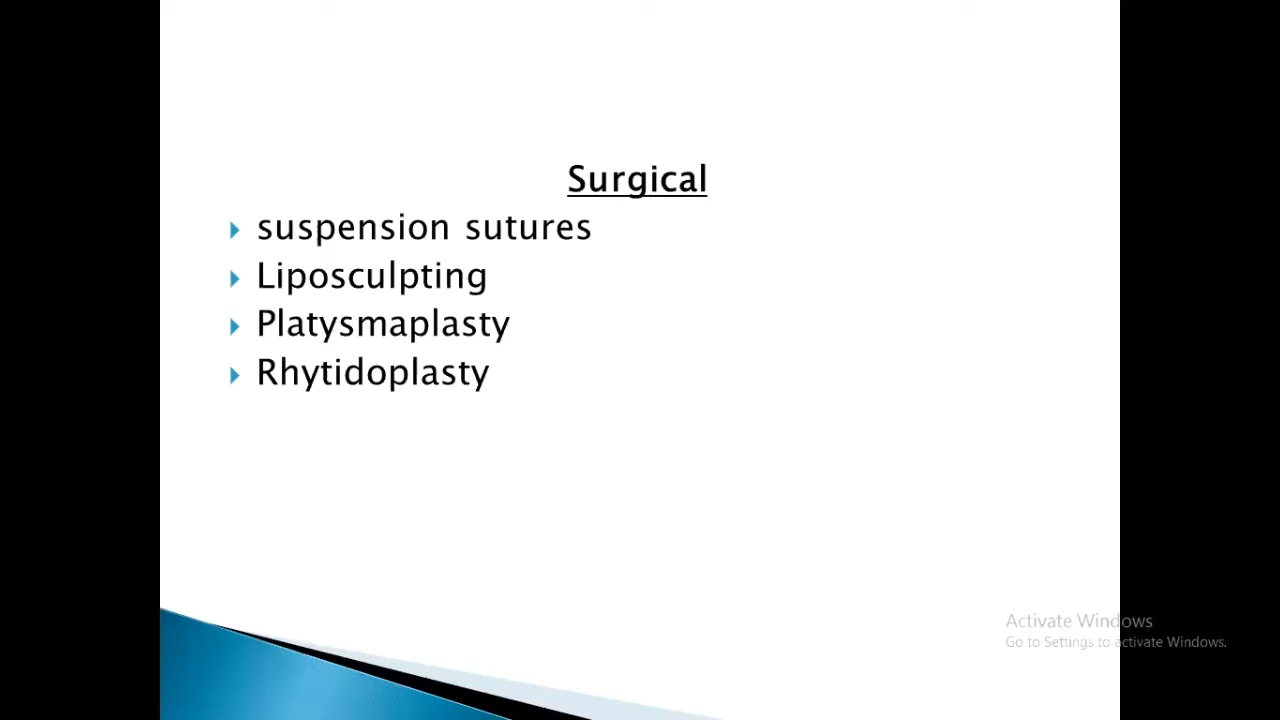 Surgical
suspension sutures
Liposculpting
Platysmaplasty
Rhytidoplasty
Activate Windows
Go to Settings to activate Windows.